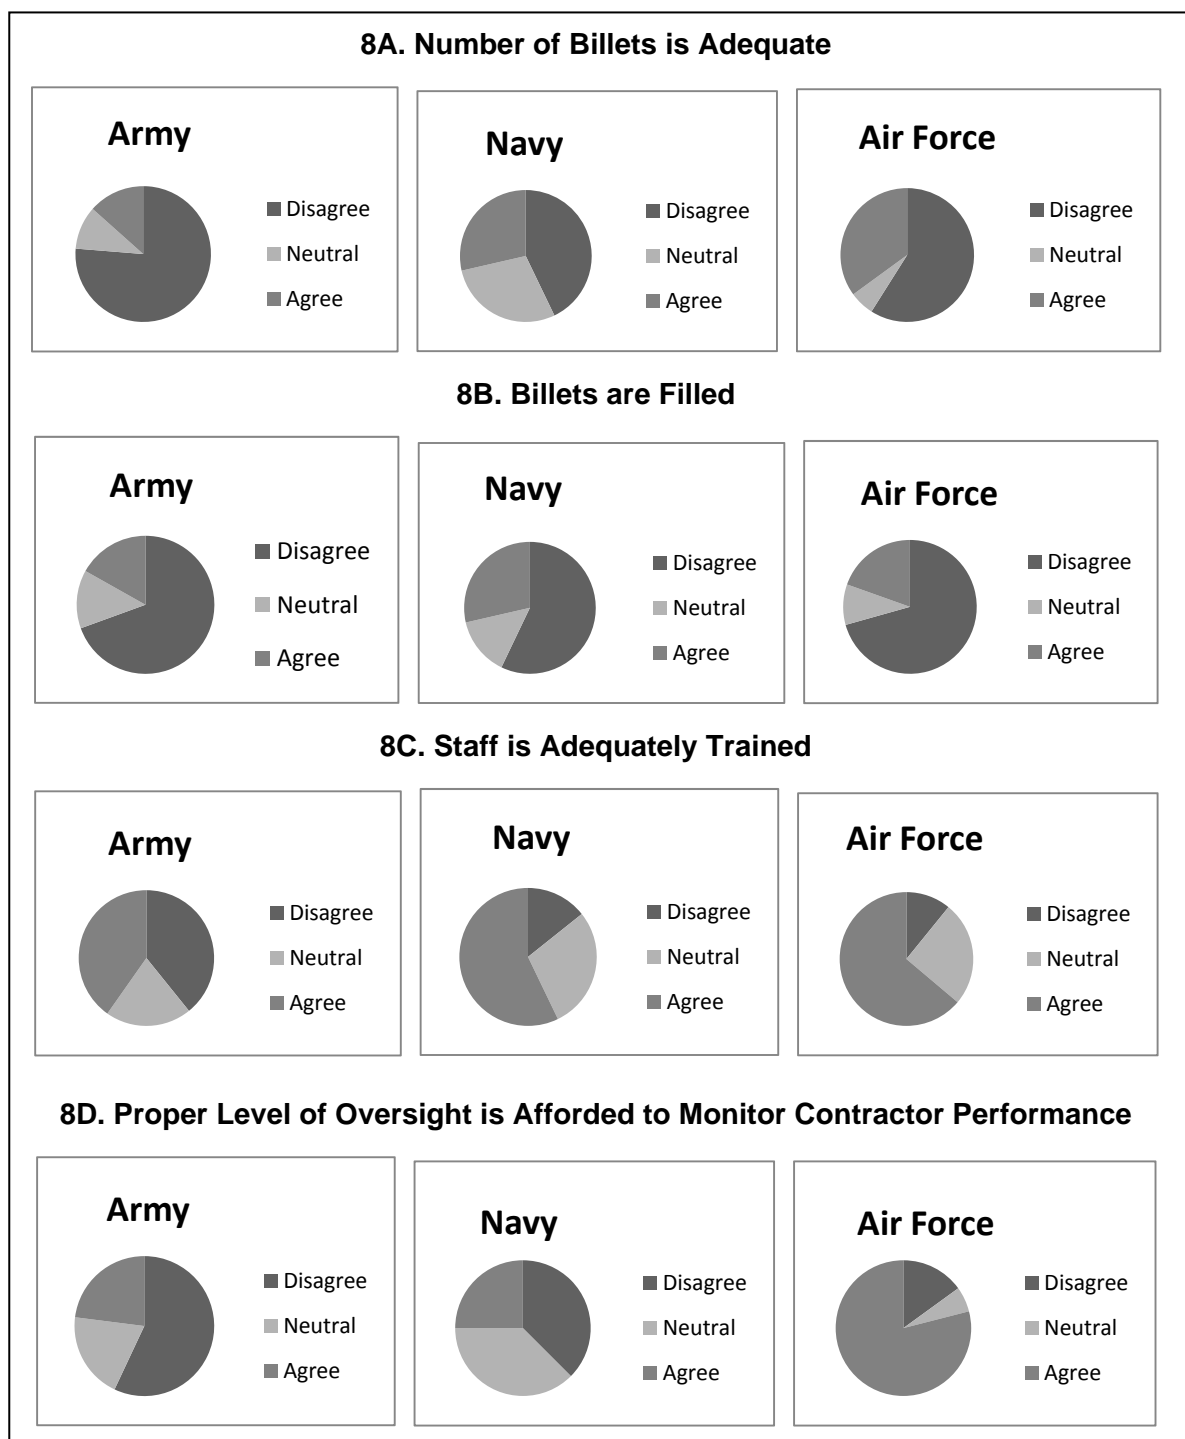 8A. Number of Billets is Adequate
Army
Disagree
Neutral
Agree
Navy
Disagree
Neutral
Agree
Air Force
Disagree
Neutral
Agree
8B. Billets are Filled
Army
Disagree
Neutral
Agree
Navy
Disagree
Neutral
Agree
Air Force
Disagree
Neutral
Agree
8C. Staff is Adequately Trained
Army
Disagree
Neutral
Agree
Navy
Disagree
Neutral
Agree
Air Force
Disagree
Neutral
Agree
8D. Proper Level of Oversight is Afforded to Monitor Contractor Performance
Army
Disagree
Neutral
Agree
Navy
Disagree
Neutral
Agree
Air Force
Disagree
Neutral
Agree